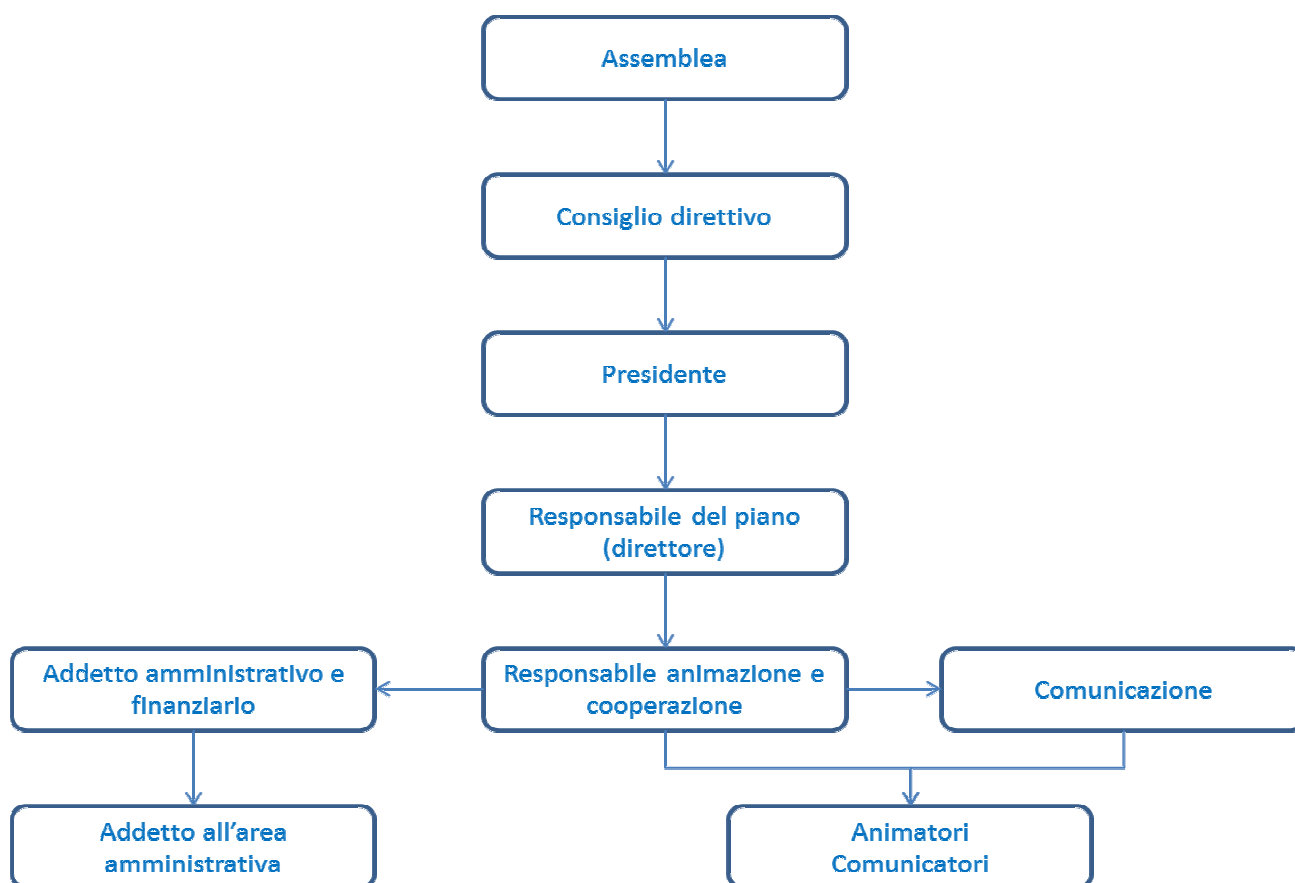 Assemblea
Consiglio direttivo
Presidente
Responsabile del piano
(direttore)
Addetto amministrativo e
finanziario
Responsabile animazione e
cooperazione
Comunicazione
Addetto all’area
amministrativa
Animatori
Comunicatori